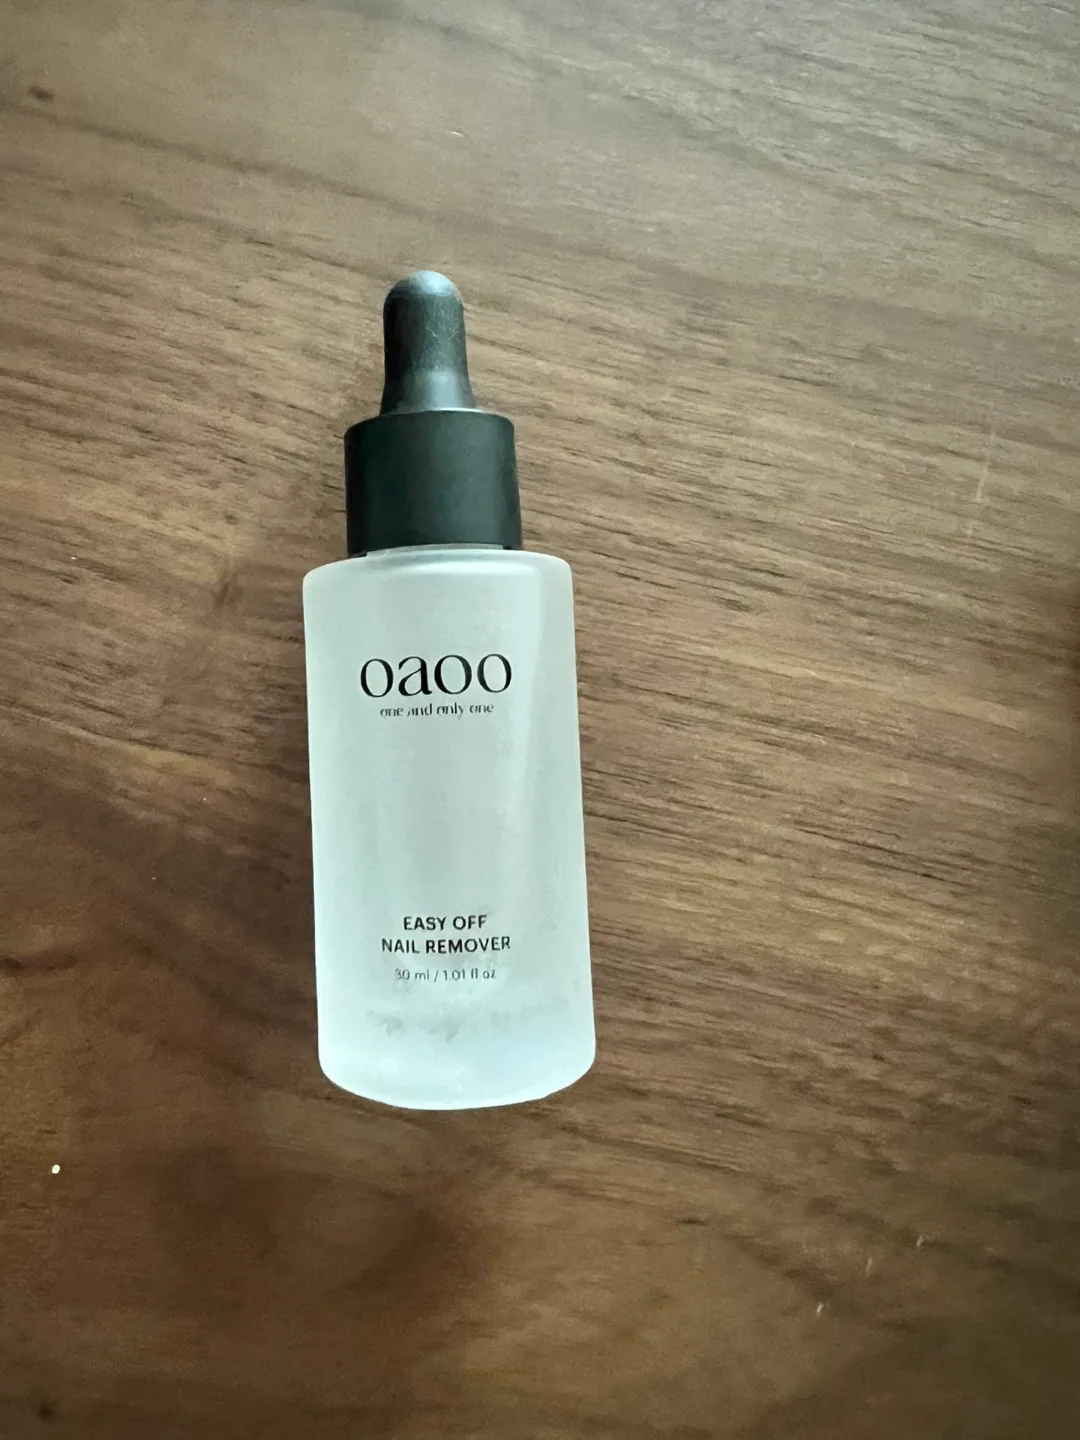 oaoo
one and only one
EASY OFF
NAIL REMOVER
30 ml / 1.01 fl oz